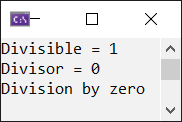 Divisible = 1
Divisor = 0
Division by zero